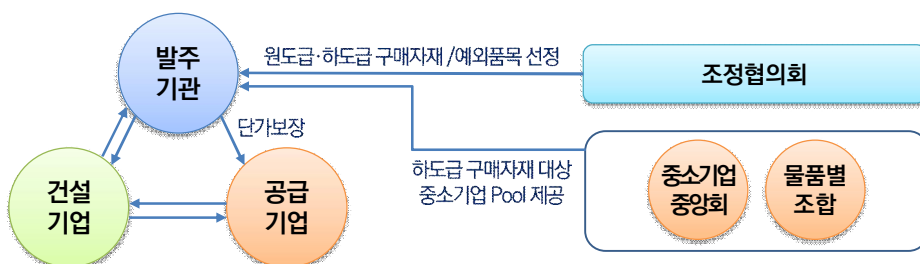 발주
기관
원도급·하도급 구매자재 /예외품목 선정
조정협의회
단가보장
하도급 구매자재 대상
중소기업 Pool 제공
건설
기업
공급
기업
중소기업
중앙회
물품별
조합